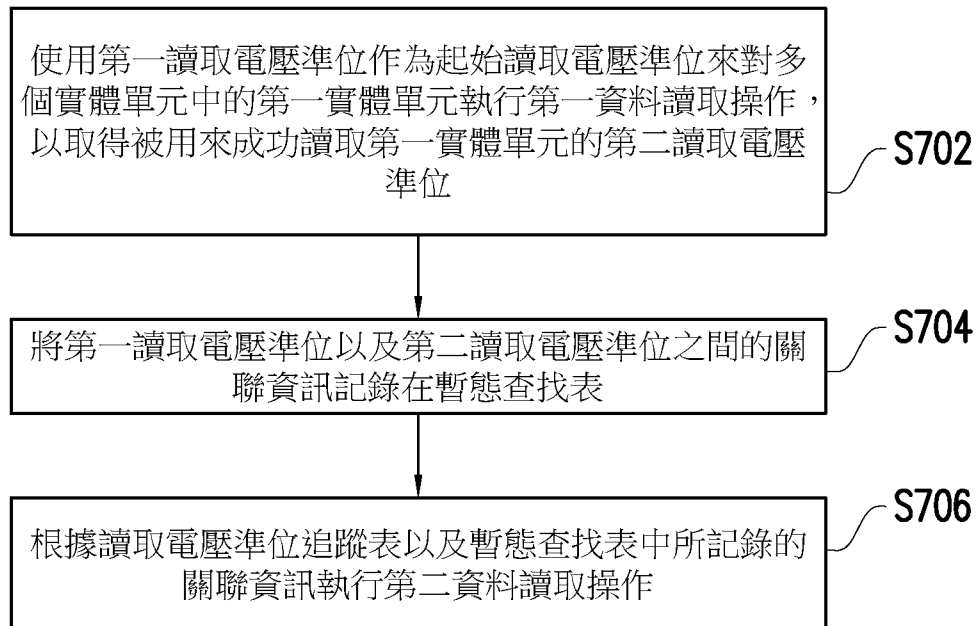 使用第一讀取電壓準位作為起始讀取電壓準位來對多
個實體單元中的第一實體單元執行第一資料讀取操作，
以取得被用來成功讀取第一實體單元的第二讀取電壓
準位
S702
將第一讀取電壓準位以及第二讀取電壓準位之間的關
聯資訊記錄在暫態查找表
S704
根據讀取電壓準位追蹤表以及暫態查找表中所記錄的
關聯資訊執行第二資料讀取操作
S706